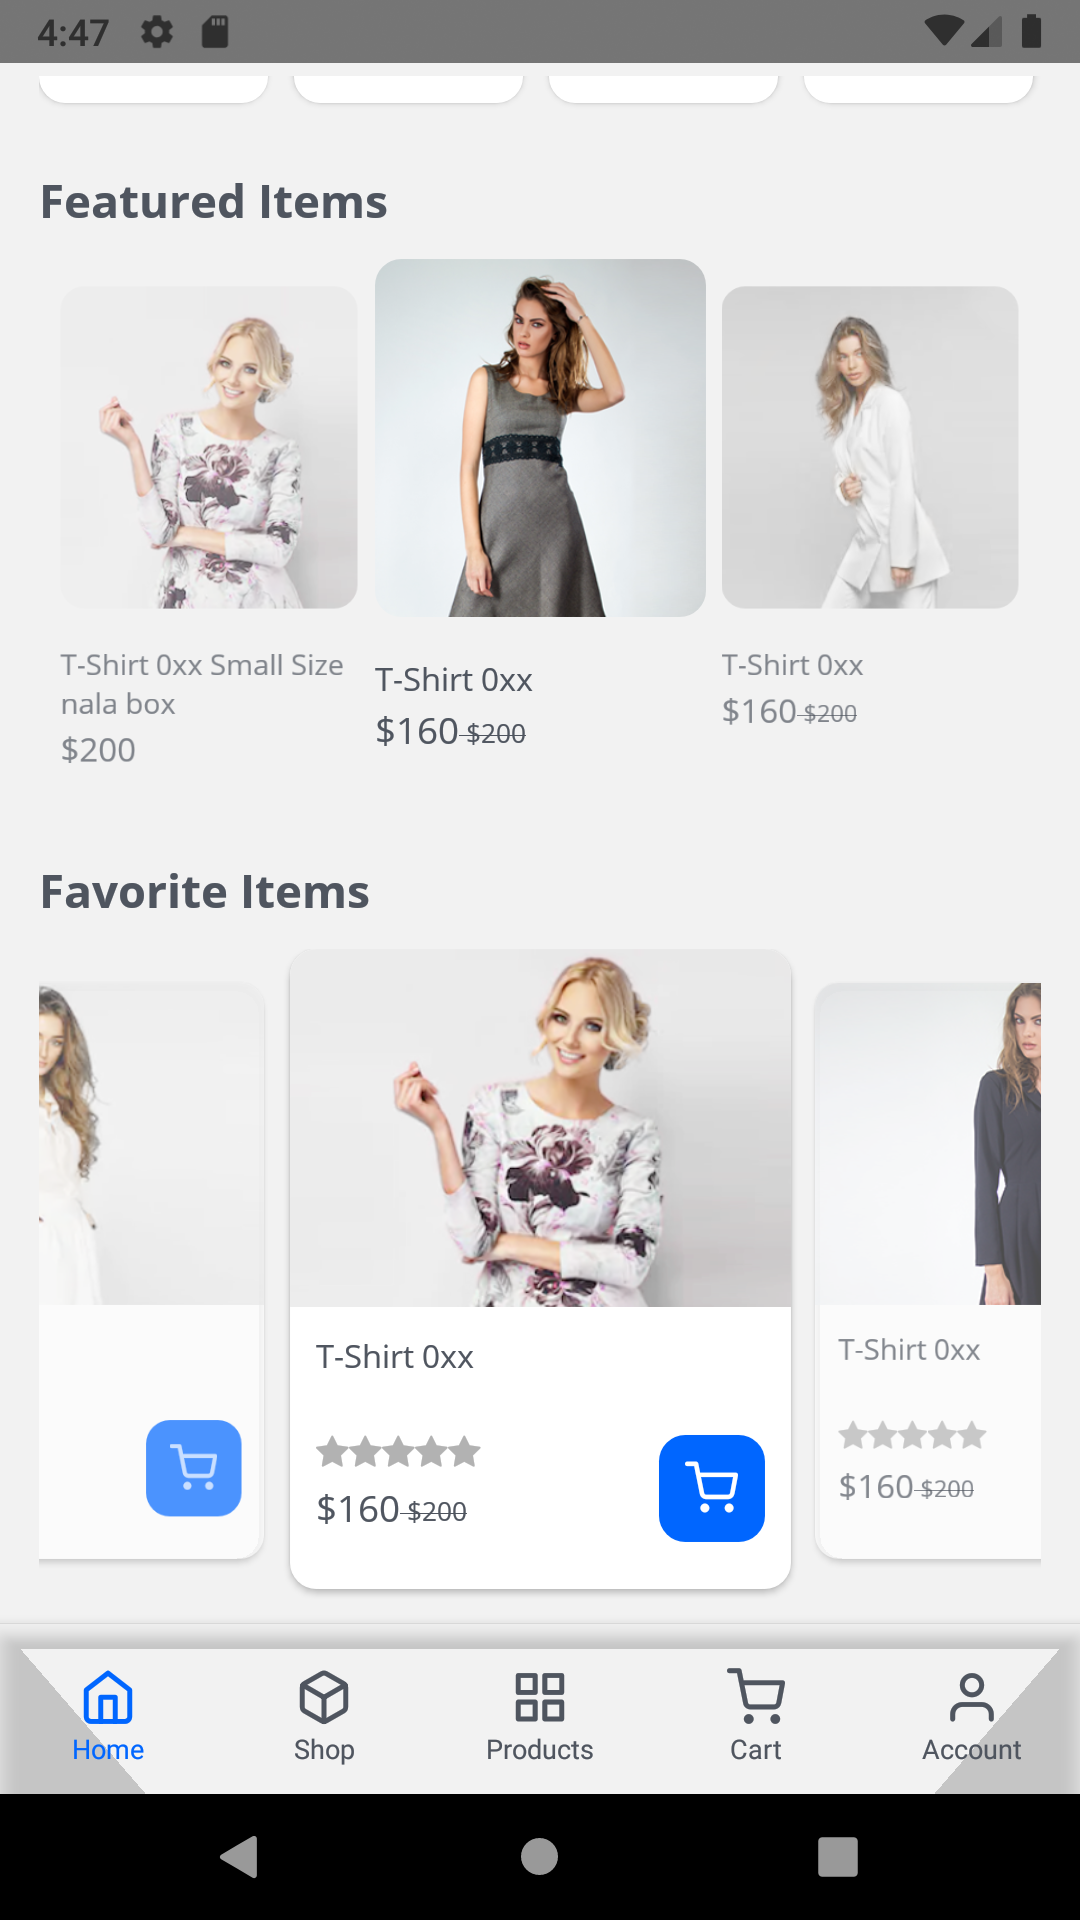 4:47
Featured Items
T-Shirt 0xx Small Size
nala box
$200
T-Shirt 0xx
$160 $200
T-Shirt 0xx
$160 $200
Favorite Items
T-Shirt 0xx
$160 $200
T-Shirt 0xx
$160 $200
Home
Shop
Products
Cart
Account